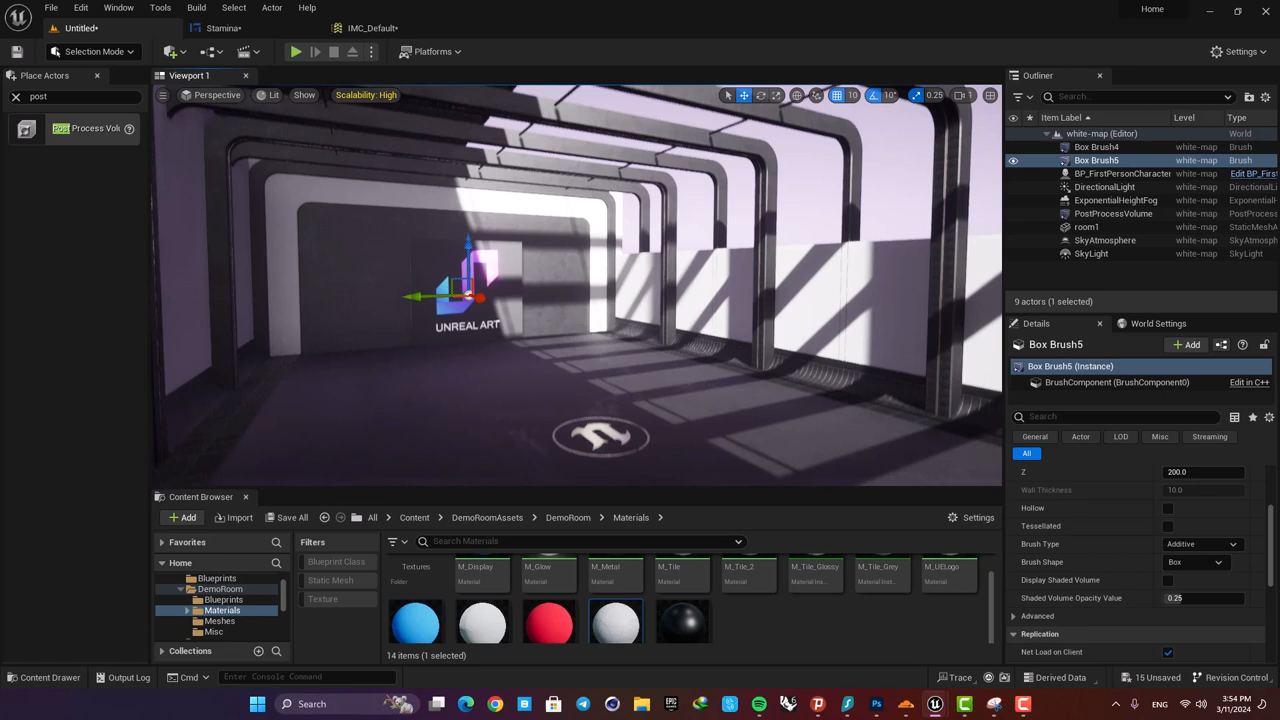 File Edit Window Tools Build Select Actor Help
Home
Untitled* Stamina* IMC_Default*
Selection Mode Platforms Settings
Place Actors Viewport 1 Outliner
post
Perspective Lit Show Scalability: High 10 10° 0.25 1
Search...
Item Label Level Type
Post Process Volu
white-map (Editor) World
Box Brush4 white-map Brush
Box Brush5 white-map Brush
BP_FirstPersonCharacter white-map Edit BP_First
DirectionalLight white-map DirectionalLi
ExponentialHeightFog white-map ExponentialH
PostProcessVolume white-map PostProcess
room1 white-map StaticMeshA
SkyAtmosphere white-map SkyAtmosph
SkyLight white-map SkyLight
9 actors (1 selected)
UNREAL ART
Details World Settings
Box Brush5 Add
Box Brush5 (Instance)
BrushComponent (BrushComponent0) Edit in C++
Search
General Actor LOD Misc Streaming
All
Z 200.0
Wall Thickness 10.0
Hollow
Tessellated
Brush Type Additive
Brush Shape Box
Display Shaded Volume
Shaded Volume Opacity Value 0.25
Advanced
Replication
Net Load on Client
Content Browser
Add Import Save All All Content DemoRoomAssets DemoRoom Materials Settings
Favorites Filters Search Materials
Home
Blueprint Class
Static Mesh
Texture
Blueprints
DemoRoom
Blueprints
Materials
Meshes
Misc
Collections
Textures M_Display M_Glow M_Metal M_Tile M_Tile_2 M_Tile_Glossy M_Tile_Grey M_UELogo
Folder Material Material Material Material Material Material Ins... Material Inst... Material
14 items (1 selected)
Content Drawer Output Log Cmd Enter Console Command Trace Derived Data 15 Unsaved Revision Control
Search
3:54 PM
3/11/2024